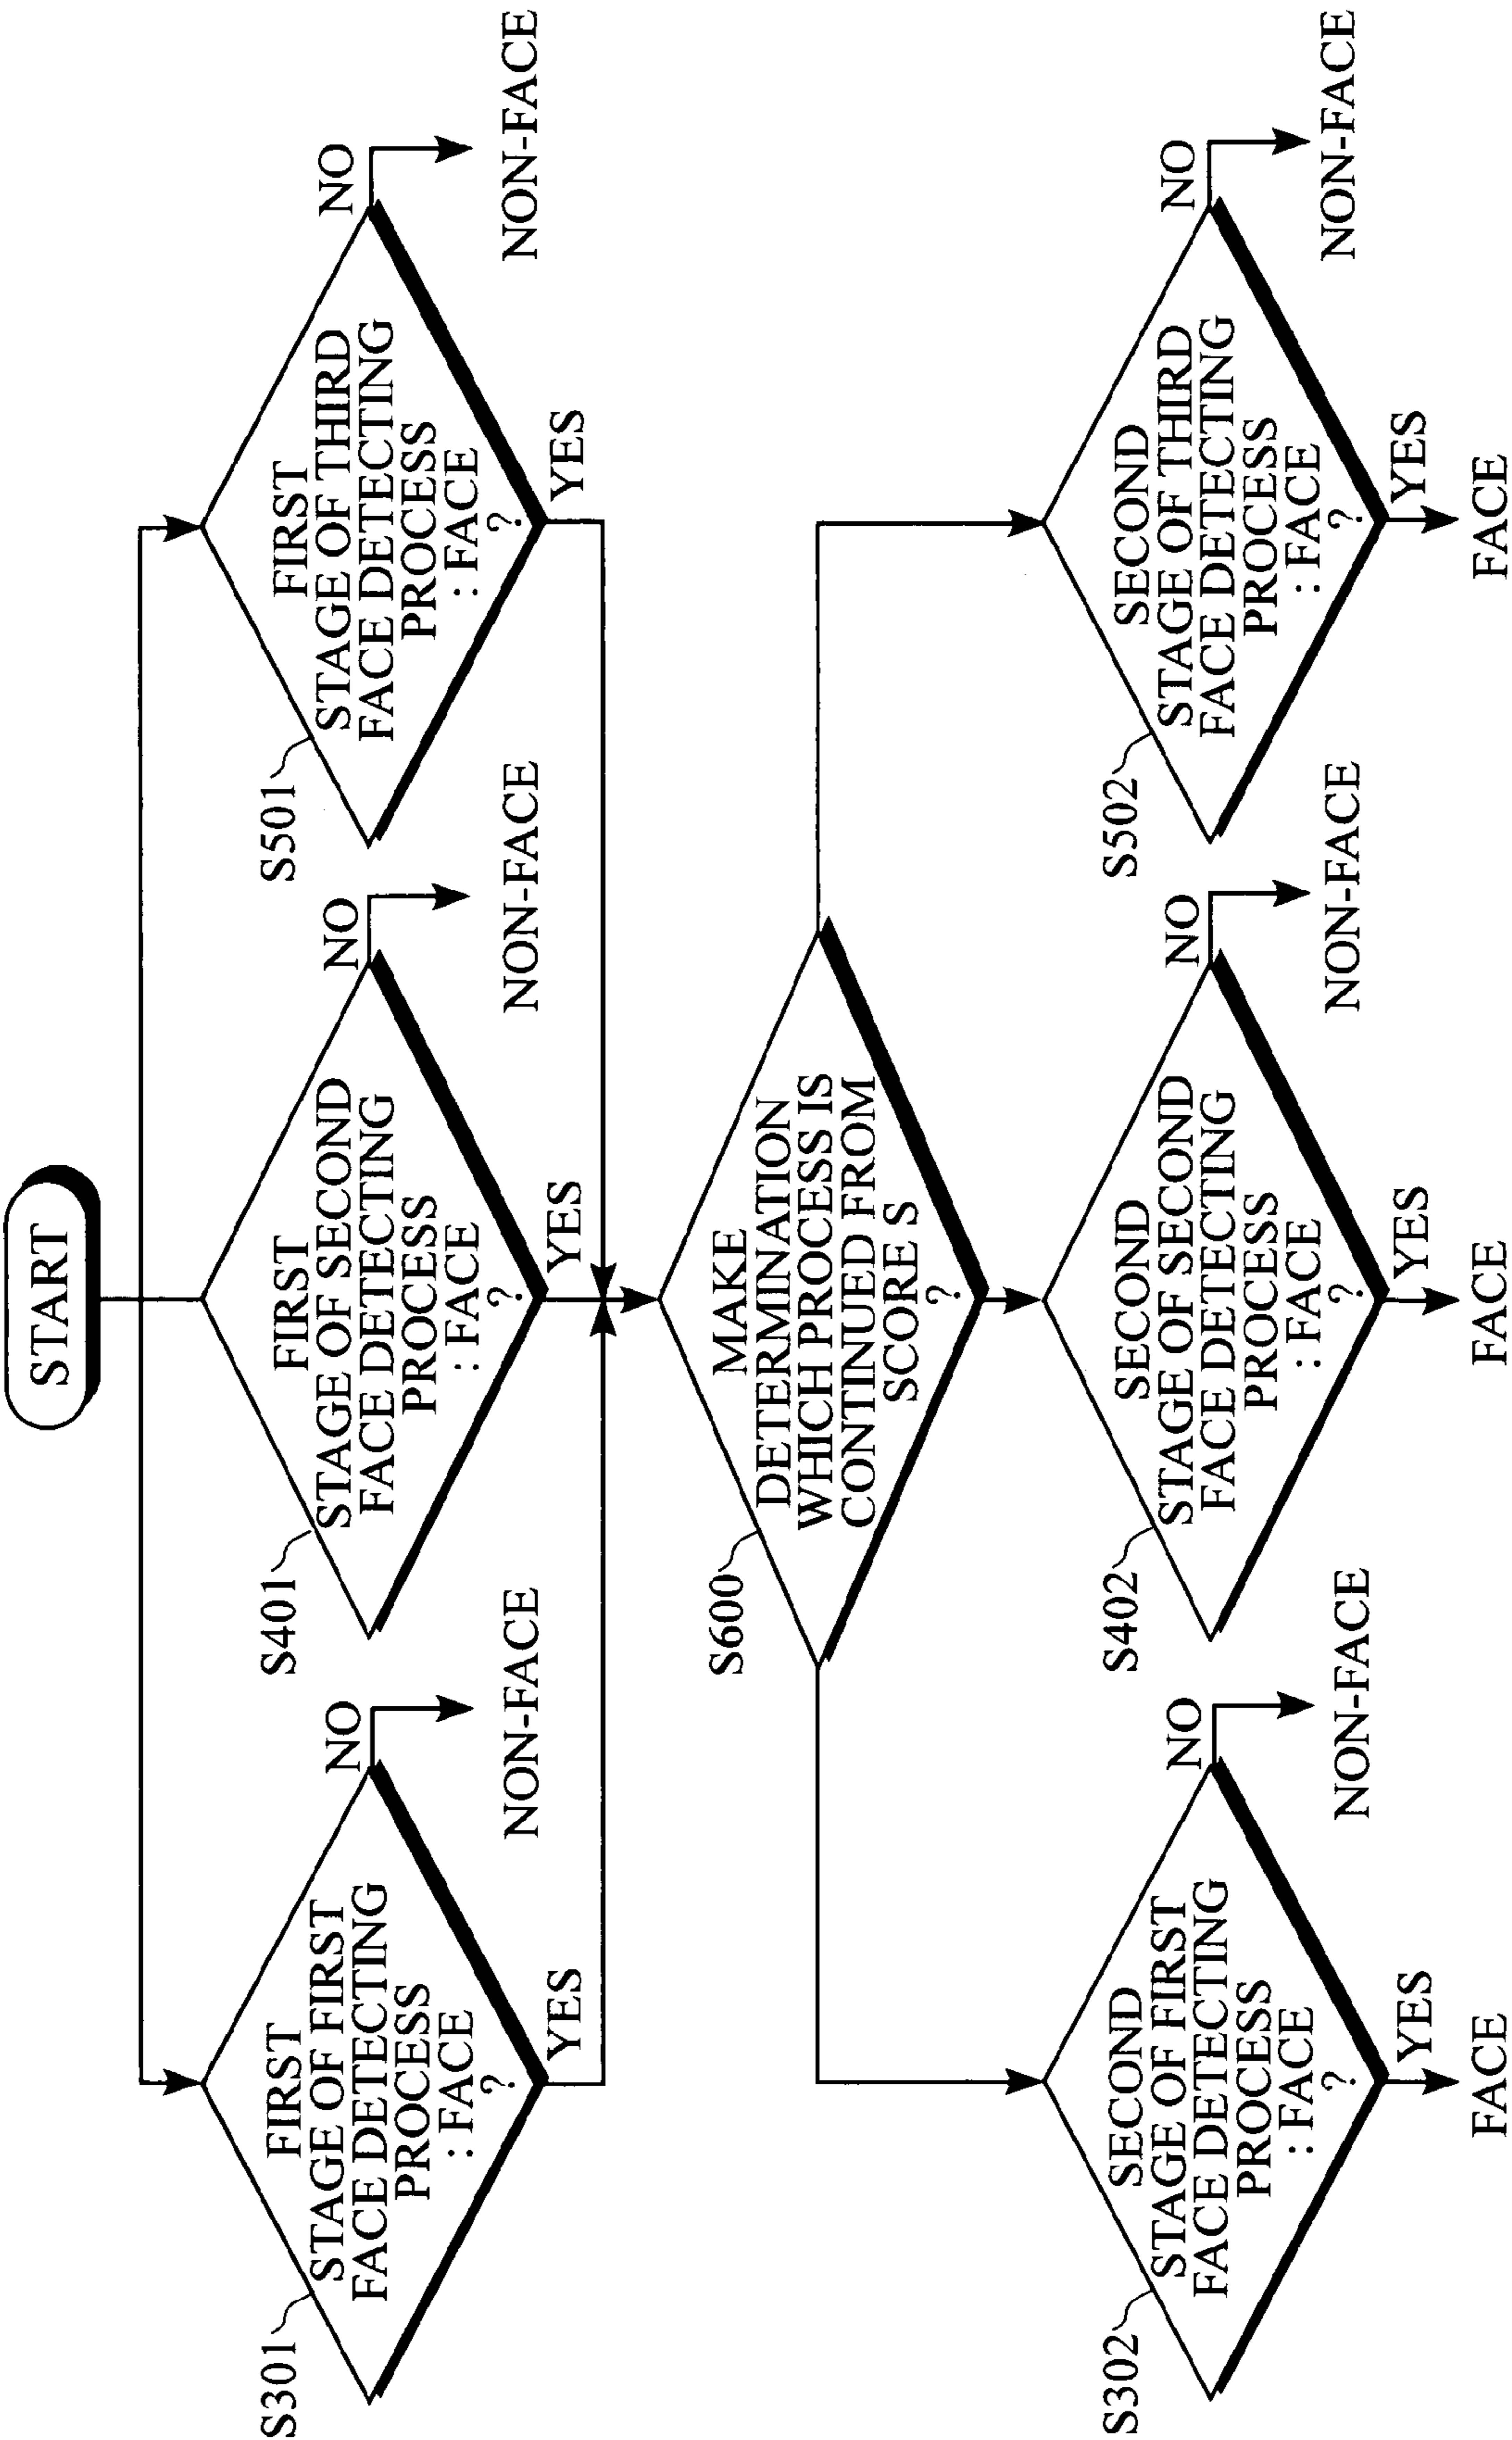 START
S301
FIRST
STAGE OF FIRST
FACE DETECTING
PROCESS
: FACE
?
NO
NON-FACE
YES
S401
FIRST
STAGE OF SECOND
FACE DETECTING
PROCESS
: FACE
?
NO
NON-FACE
YES
S501
FIRST
STAGE OF THIRD
FACE DETECTING
PROCESS
: FACE
?
NO
NON-FACE
YES
S600
MAKE
DETERMINATION
WHICH PROCESS IS
CONTINUED FROM
SCORE S
?
S302
SECOND
STAGE OF FIRST
FACE DETECTING
PROCESS
: FACE
?
NO
NON-FACE
YES
FACE
S402
SECOND
STAGE OF SECOND
FACE DETECTING
PROCESS
: FACE
?
NO
NON-FACE
YES
FACE
S502
SECOND
STAGE OF THIRD
FACE DETECTING
PROCESS
: FACE
?
NO
NON-FACE
YES
FACE